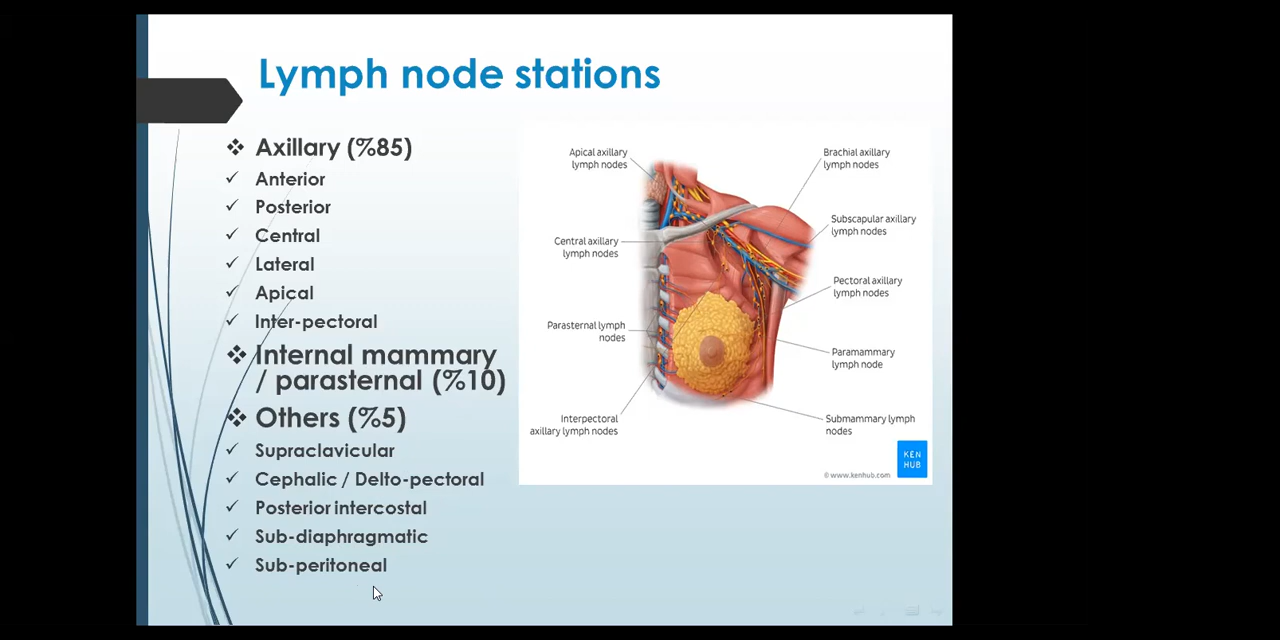 Lymph node stations
❖ Axillary (%85)
✓ Anterior
✓ Posterior
✓ Central
✓ Lateral
✓ Apical
✓ Inter-pectoral
❖ Internal mammary
/ parasternal (%10)
❖ Others (%5)
✓ Supraclavicular
✓ Cephalic / Delto-pectoral
✓ Posterior intercostal
✓ Sub-diaphragmatic
✓ Sub-peritoneal
Apical axillary
lymph nodes
Central axillary
lymph nodes
Parasternal lymph
nodes
Interpectoral
axillary lymph nodes
Brachial axillary
lymph nodes
Subscapular axillary
lymph nodes
Pectoral axillary
lymph nodes
Paramammary
lymph node
Submammary lymph
nodes
KEN
HUB
© www.kenhub.com